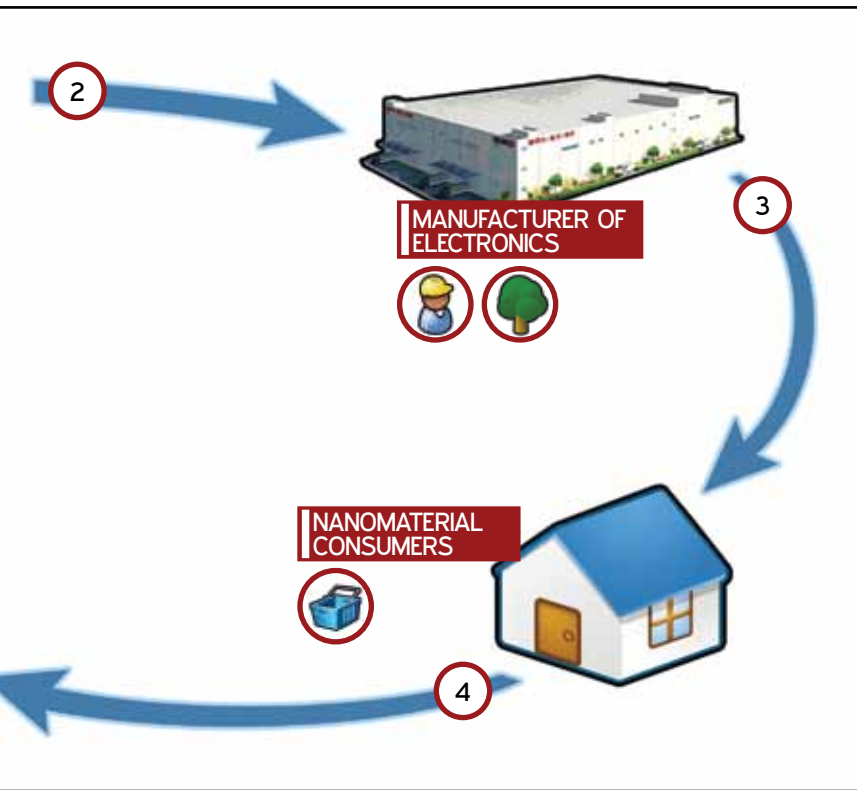 2
3
MANUFACTURER OF
ELECTRONICS
NANOMATERIAL
CONSUMERS
4